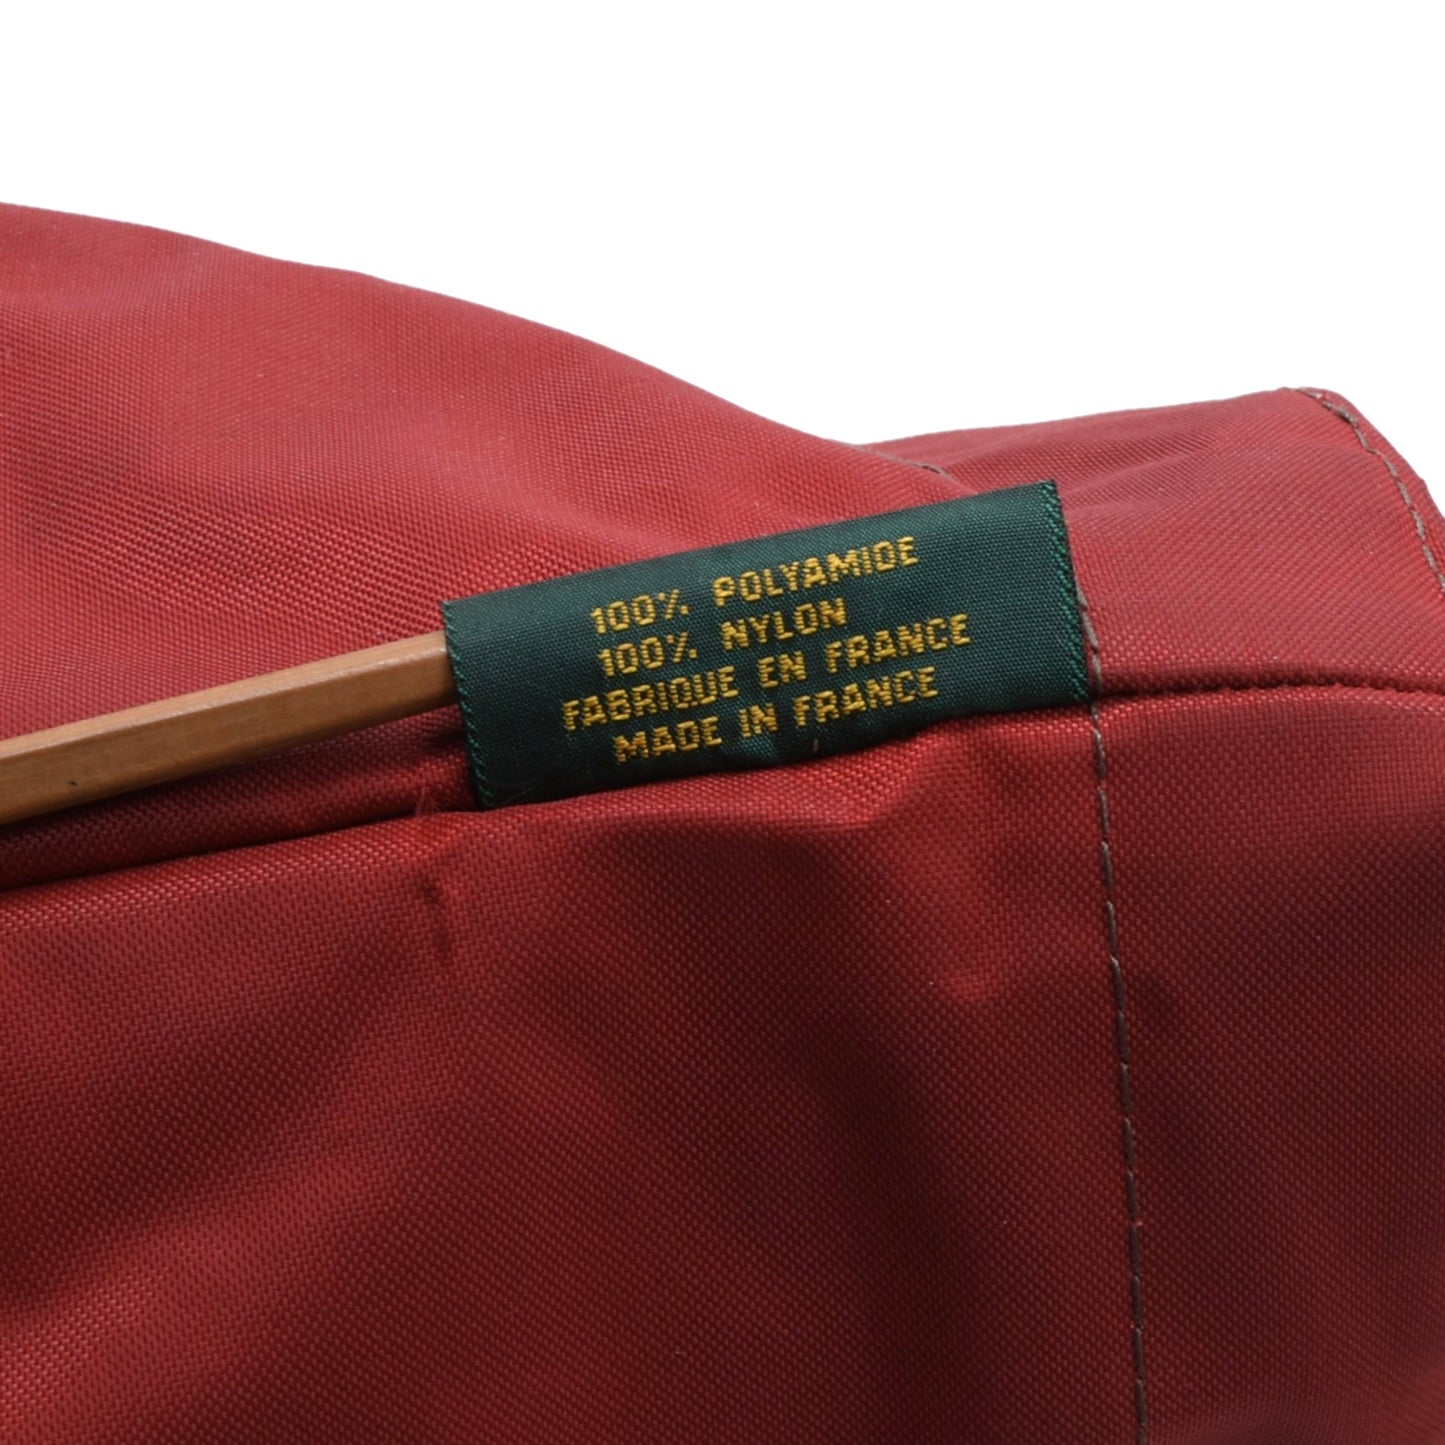 100% POLYAMIDE
100% NYLON
FABRIQUE EN FRANCE
MADE IN FRANCE